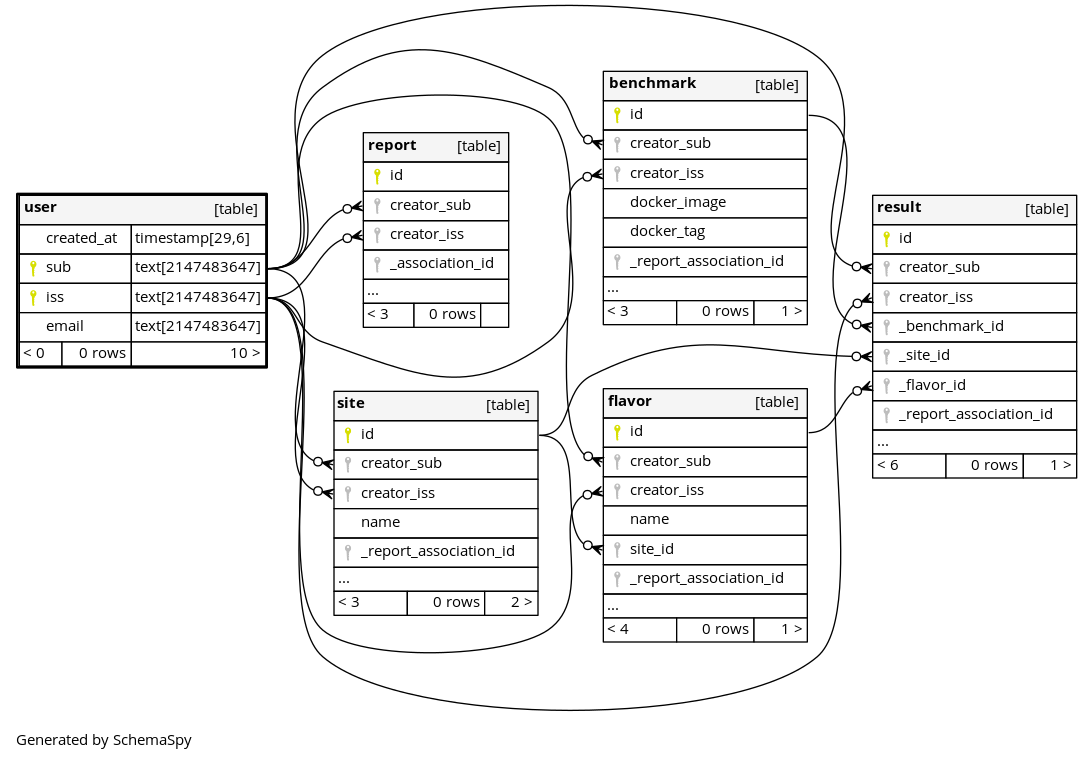 user [table]
created_at timestamp[29,6]
sub text[2147483647]
iss text[2147483647]
email text[2147483647]
< 0 0 rows 10 >
report [table]
id
creator_sub
creator_iss
_association_id
...
< 3 0 rows
site [table]
id
creator_sub
creator_iss
name
_report_association_id
...
< 3 0 rows 2 >
benchmark [table]
id
creator_sub
creator_iss
docker_image
docker_tag
_report_association_id
...
< 3 0 rows 1 >
flavor [table]
id
creator_sub
creator_iss
name
site_id
_report_association_id
...
< 4 0 rows 1 >
result [table]
id
creator_sub
creator_iss
_benchmark_id
_site_id
_flavor_id
_report_association_id
...
< 6 0 rows 1 >
Generated by SchemaSpy